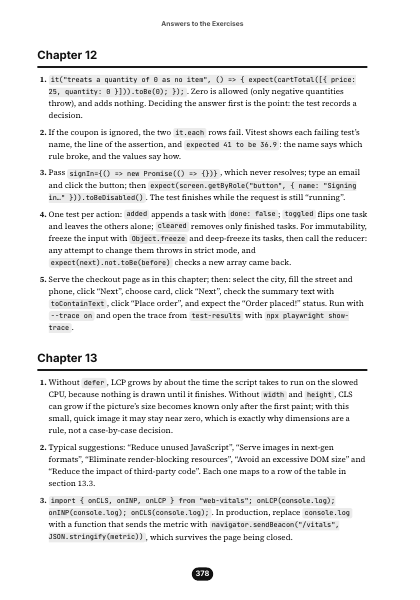 Answers to the Exercises
Chapter 12
1. it("treats a quantity of 0 as no item", () => { expect(cartTotal([{ price:
25, quantity: 0 }])).toBe(0); }); . Zero is allowed (only negative quantities
throw), and adds nothing. Deciding the answer first is the point: the test records a
decision.
2. If the coupon is ignored, the two it.each rows fail. Vitest shows each failing test’s
name, the line of the assertion, and expected 41 to be 36.9 : the name says which
rule broke, and the values say how.
3. Pass signIn={() => new Promise(() => {})} , which never resolves; type an email
and click the button; then expect(screen.getByRole("button", { name: "Signing
in…" })).toBeDisabled() . The test finishes while the request is still “running”.
4. One test per action: added appends a task with done: false ; toggled flips one task
and leaves the others alone; cleared removes only finished tasks. For immutability,
freeze the input with Object.freeze and deep-freeze its tasks, then call the reducer:
any attempt to change them throws in strict mode, and
expect(next).not.toBe(before) checks a new array came back.
5. Serve the checkout page as in this chapter; then: select the city, fill the street and
phone, click “Next”, choose card, click “Next”, check the summary text with
toContainText , click “Place order”, and expect the “Order placed!” status. Run with
--trace on and open the trace from test-results with npx playwright show-
trace .
Chapter 13
1. Without defer , LCP grows by about the time the script takes to run on the slowed
CPU, because nothing is drawn until it finishes. Without width and height , CLS
can grow if the picture’s size becomes known only after the first paint; with this
small, quick image it may stay near zero, which is exactly why dimensions are a
rule, not a case-by-case decision.
2. Typical suggestions: “Reduce unused JavaScript”, “Serve images in next-gen
formats”, “Eliminate render-blocking resources”, “Avoid an excessive DOM size” and
“Reduce the impact of third-party code”. Each one maps to a row of the table in
section 13.3.
3. import { onCLS, onINP, onLCP } from "web-vitals"; onLCP(console.log);
onINP(console.log); onCLS(console.log); . In production, replace console.log
with a function that sends the metric with navigator.sendBeacon("/vitals",
JSON.stringify(metric)) , which survives the page being closed.
378